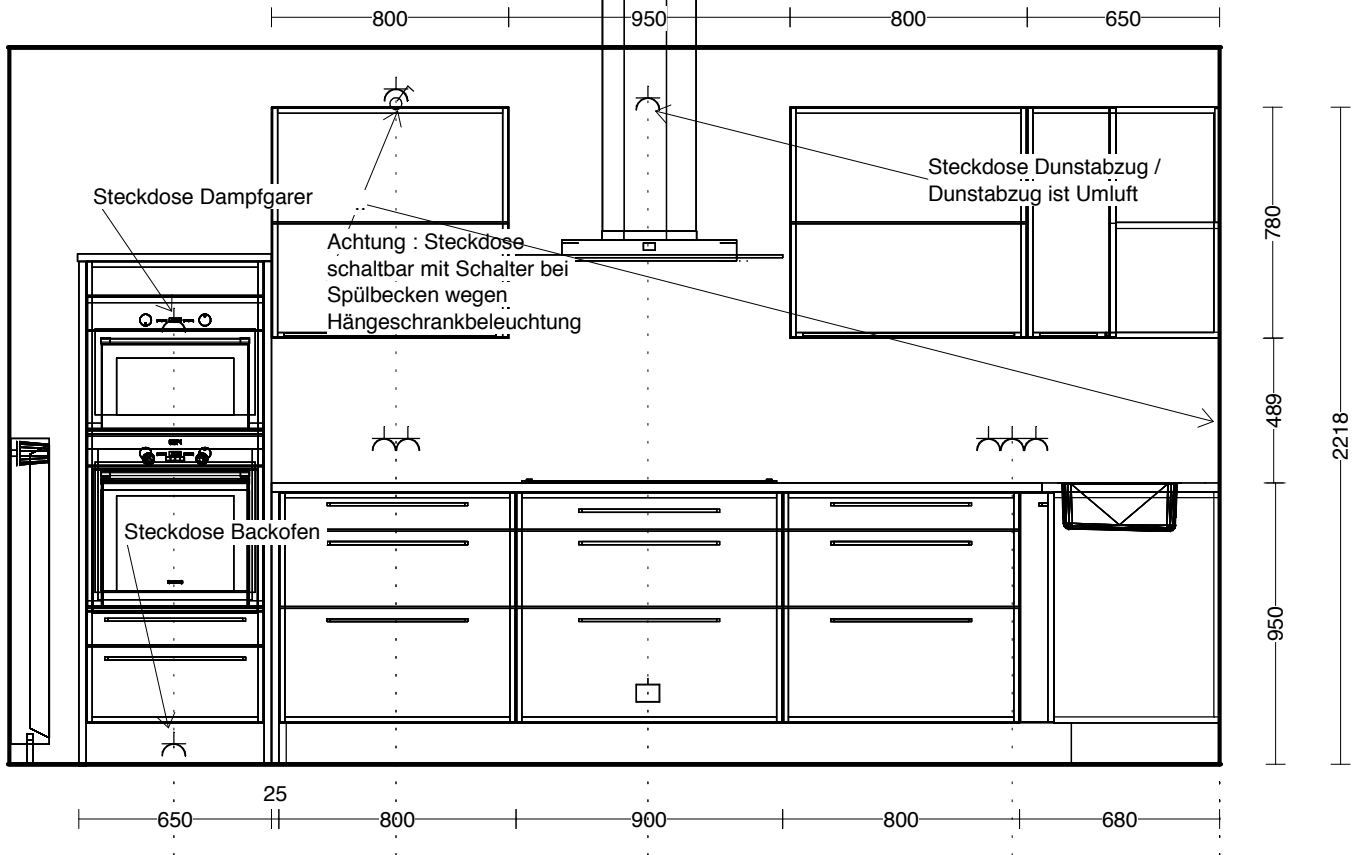 800 950 800 650
Steckdose Dunstabzug /
Dunstabzug ist Umluft
Steckdose Dampfgarer
780
Achtung : Steckdose
schaltbar mit Schalter bei
Spülbecken wegen
Hängeschrankbeleuchtung
489
2218
Steckdose Backofen
950
25
650 800 900 800 680